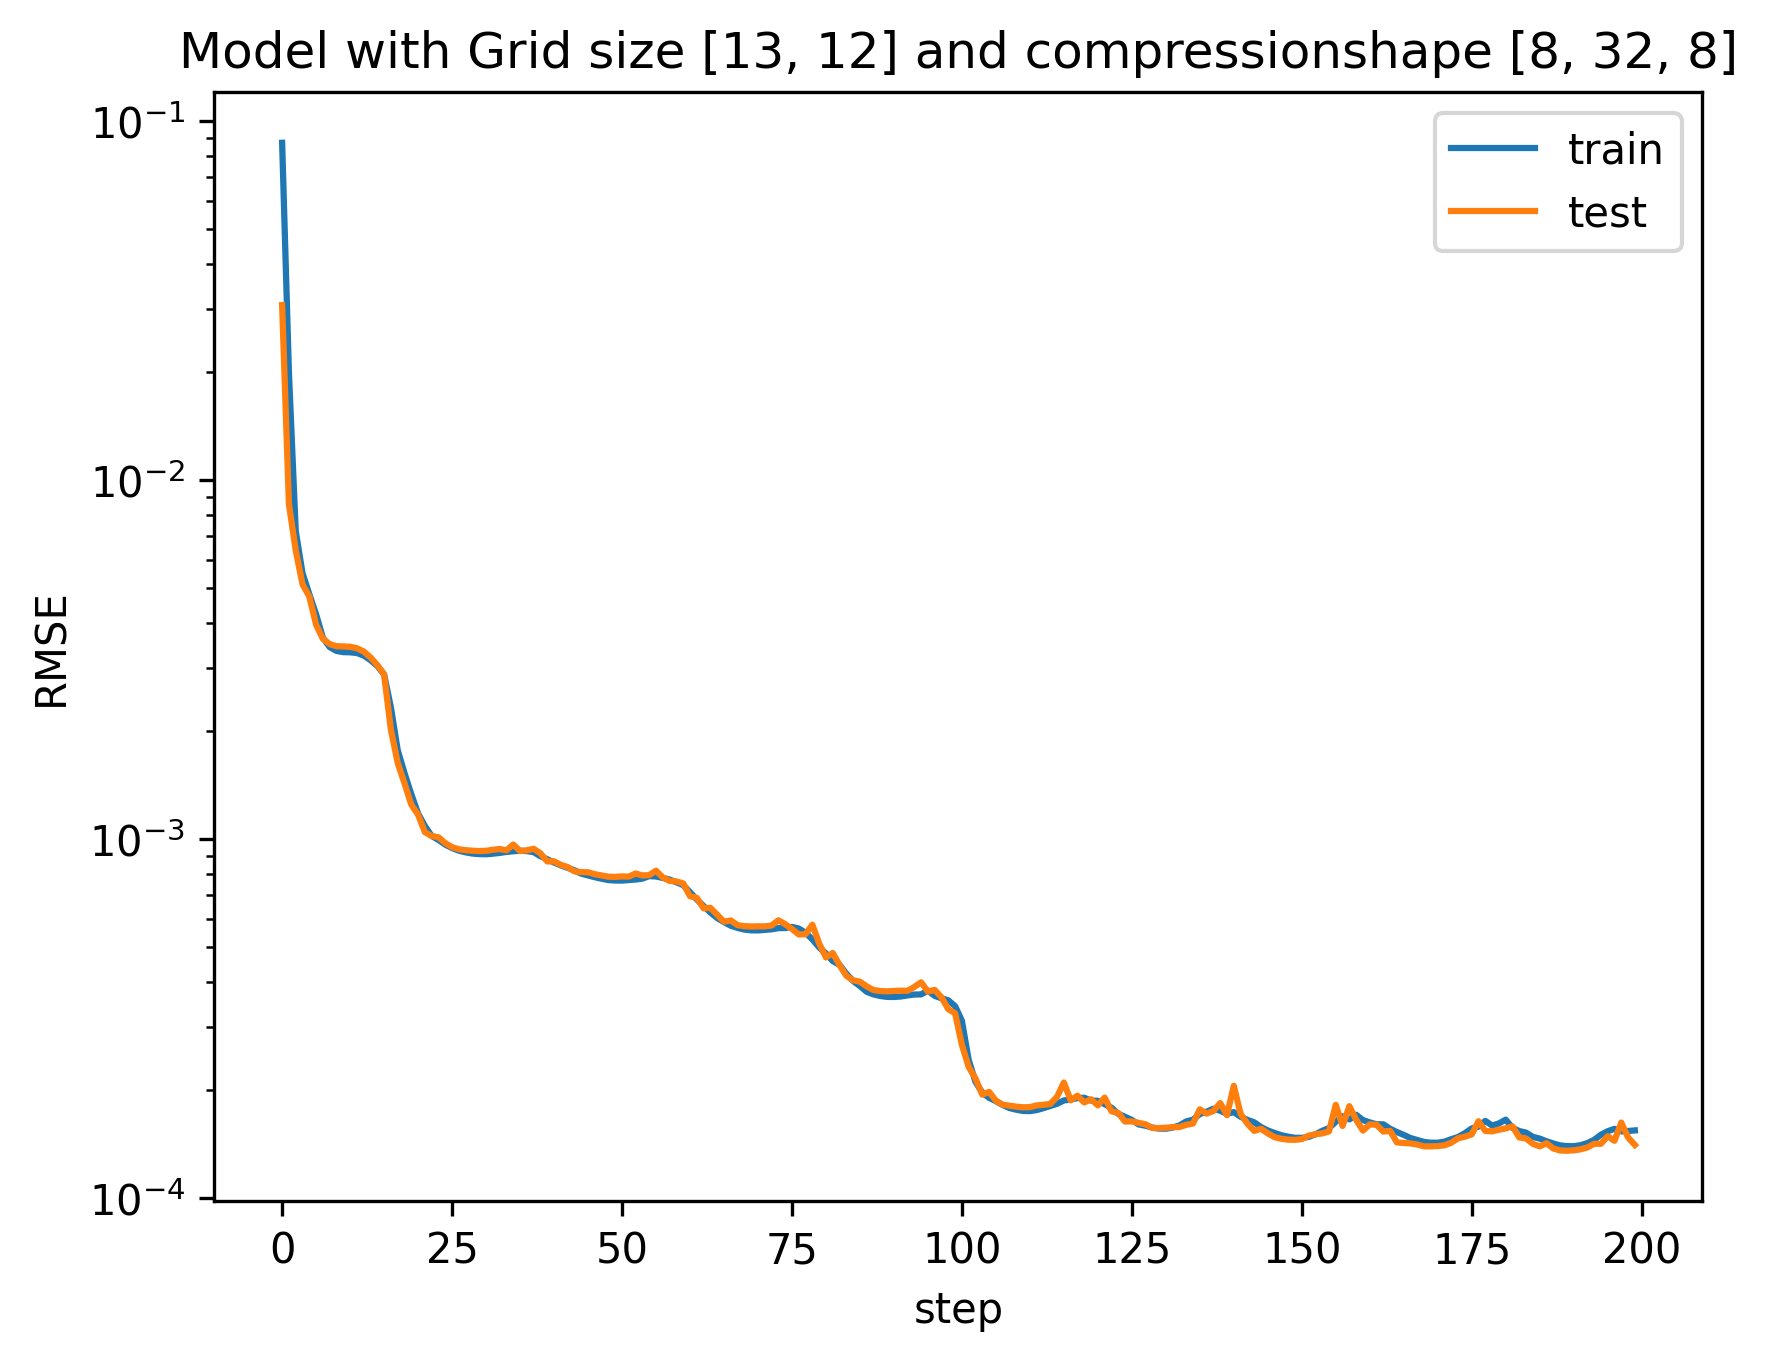 Model with Grid size [13, 12] and compressionshape [8, 32, 8]
train
test
10⁻¹
10⁻²
10⁻³
10⁻⁴
RMSE
0 25 50 75 100 125 150 175 200
step